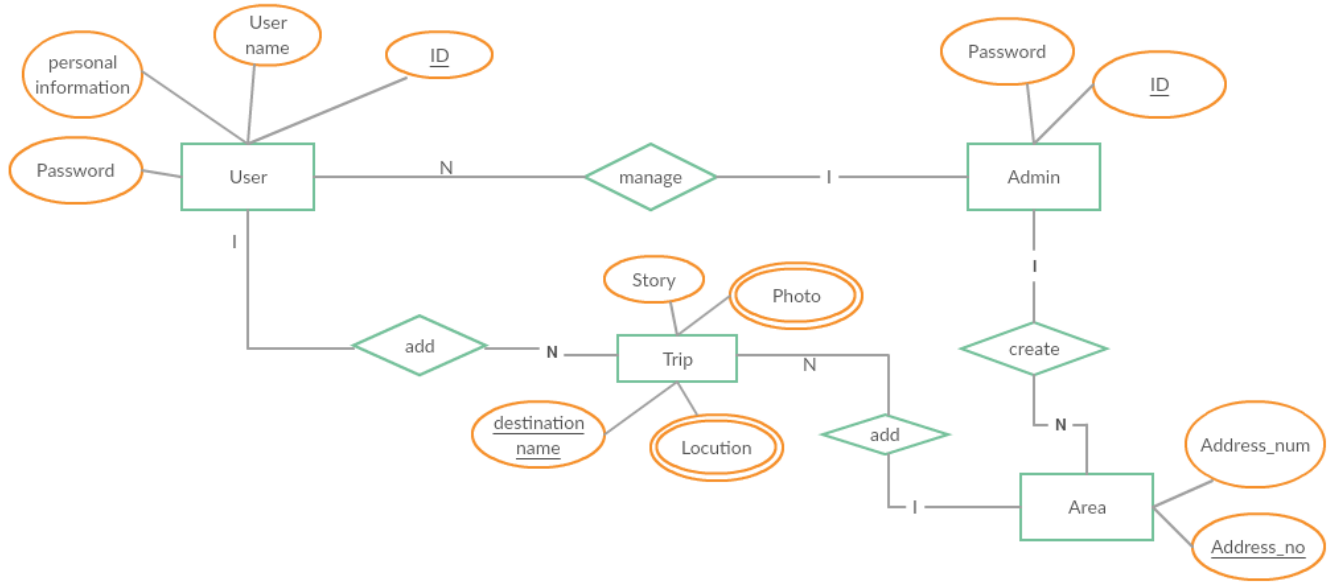 User
name
personal
information
ID
Password
ID
Password
User
N
manage
I
Admin
I
I
Story
Photo
add
N
Trip
N
create
destination
name
Locution
add
N
Address_num
I
Area
Address_no